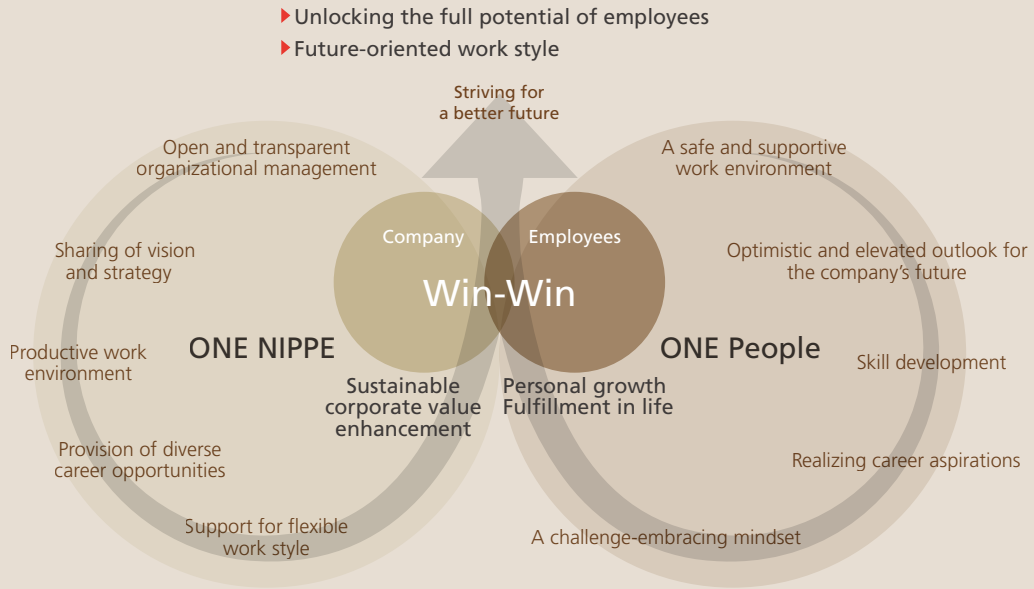 Unlocking the full potential of employees
Future-oriented work style
Striving for
a better future
Open and transparent
organizational management
Sharing of vision
and strategy
Productive work
environment
Provision of diverse
career opportunities
Support for flexible
work style
ONE NIPPE
Company
Employees
Win-Win
Sustainable
corporate value
enhancement
Personal growth
Fulfillment in life
ONE People
A safe and supportive
work environment
Optimistic and elevated outlook for
the company’s future
Skill development
Realizing career aspirations
A challenge-embracing mindset